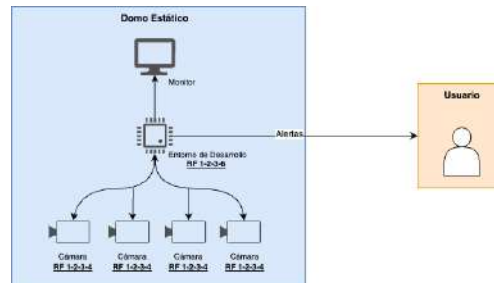 Domo Estático
Monitor
Usuario
Alertas
Entorno de Desarrollo
RF 1-2-3-6
Cámara Cámara Cámara Cámara
RF 1-2-3-4 RF 1-2-3-4 RF 1-2-3-4 RF 1-2-3-4